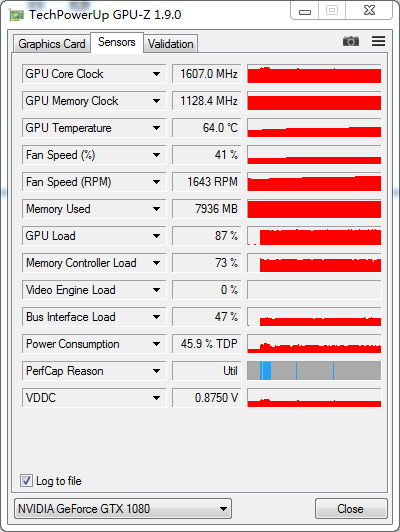 TechPowerUp GPU-Z 1.9.0
Graphics Card Sensors Validation
GPU Core Clock 1607.0 MHz
GPU Memory Clock 1128.4 MHz
GPU Temperature 64.0 °C
Fan Speed (%) 41 %
Fan Speed (RPM) 1643 RPM
Memory Used 7936 MB
GPU Load 87 %
Memory Controller Load 73 %
Video Engine Load 0 %
Bus Interface Load 47 %
Power Consumption 45.9 % TDP
PerfCap Reason Util
VDDC 0.8750 V
Log to file
NVIDIA GeForce GTX 1080 Close